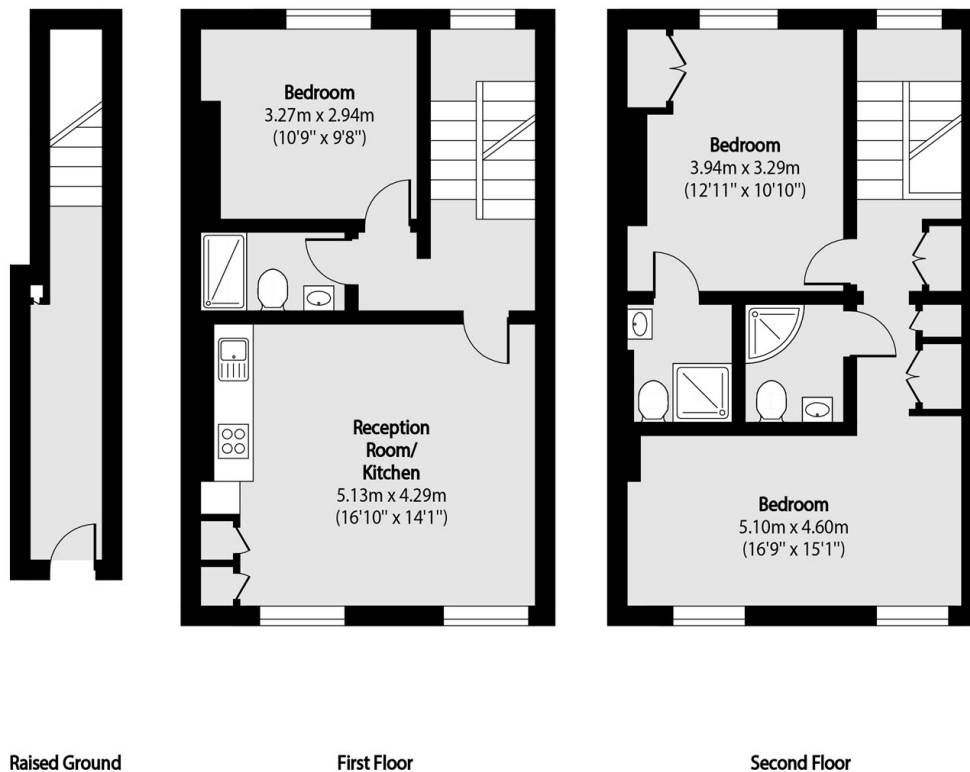 Bedroom
3.27m x 2.94m
(10'9" x 9'8")
Reception
Room/
Kitchen
5.13m x 4.29m
(16'10" x 14'1")
Bedroom
3.94m x 3.29m
(12'11" x 10'10")
Bedroom
5.10m x 4.60m
(16'9" x 15'1")
Raised Ground
First Floor
Second Floor